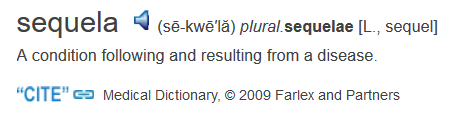 sequela (sē-kwē′lă) plural.sequelae [L., sequel]
A condition following and resulting from a disease.
“CITE” Medical Dictionary, © 2009 Farlex and Partners